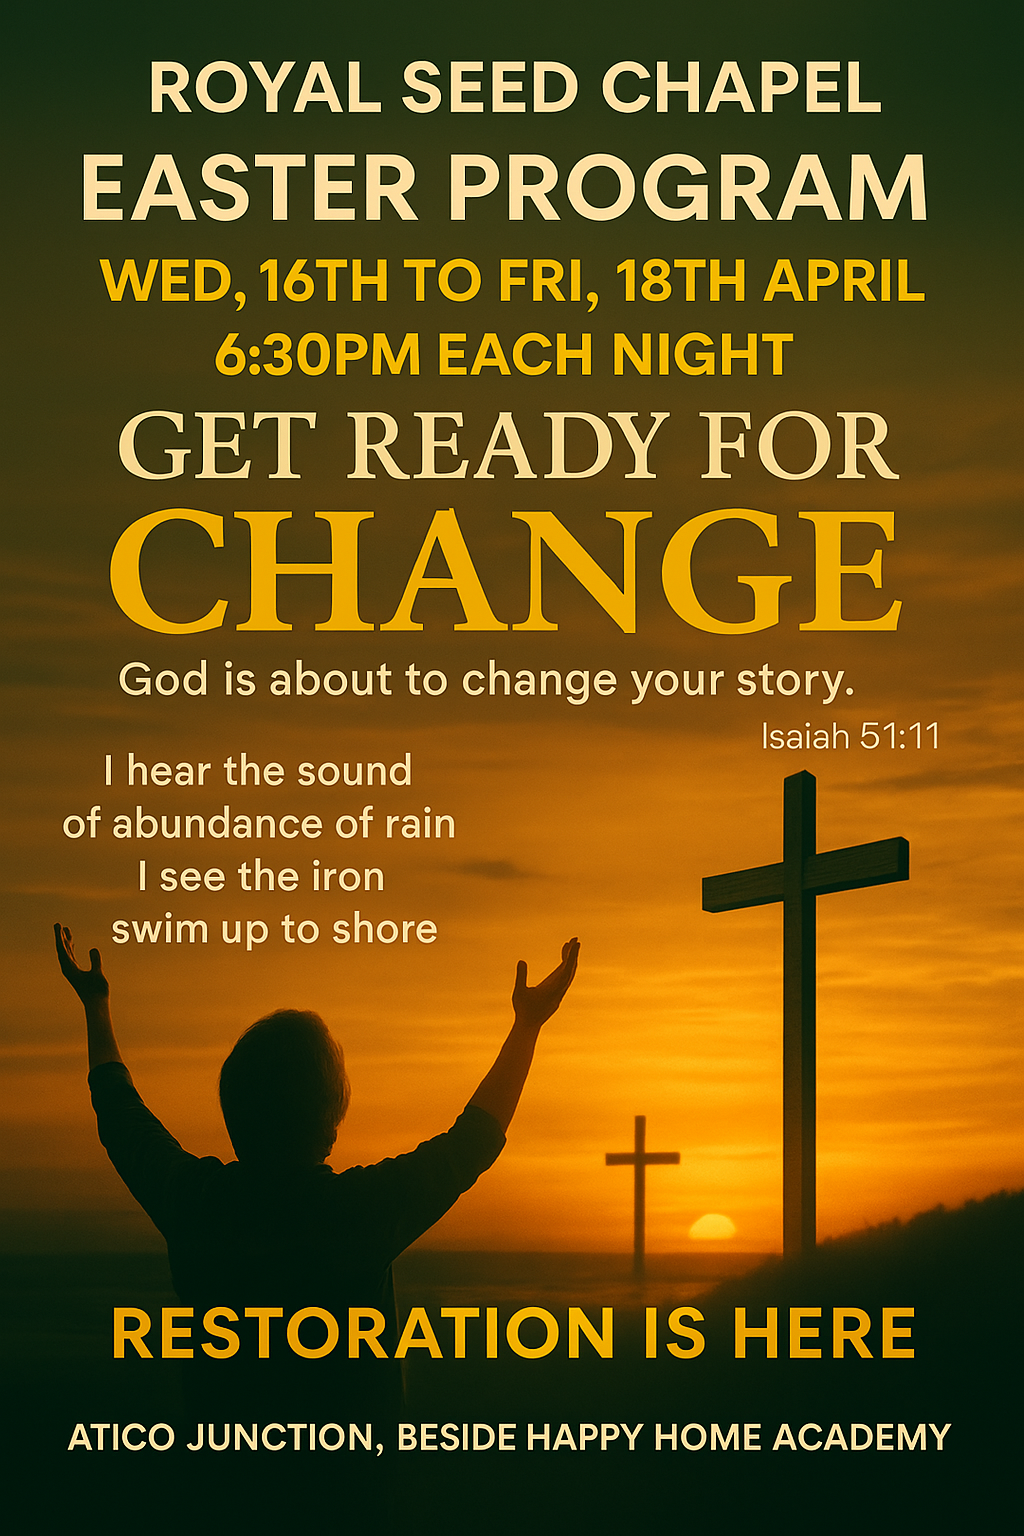 ROYAL SEED CHAPEL
EASTER PROGRAM
WED, 16TH TO FRI, 18TH APRIL
6:30PM EACH NIGHT
GET READY FOR
CHANGE
God is about to change your story.
Isaiah 51:11
I hear the sound
of abundance of rain
I see the iron
swim up to shore
RESTORATION IS HERE
ATICO JUNCTION, BESIDE HAPPY HOME ACADEMY